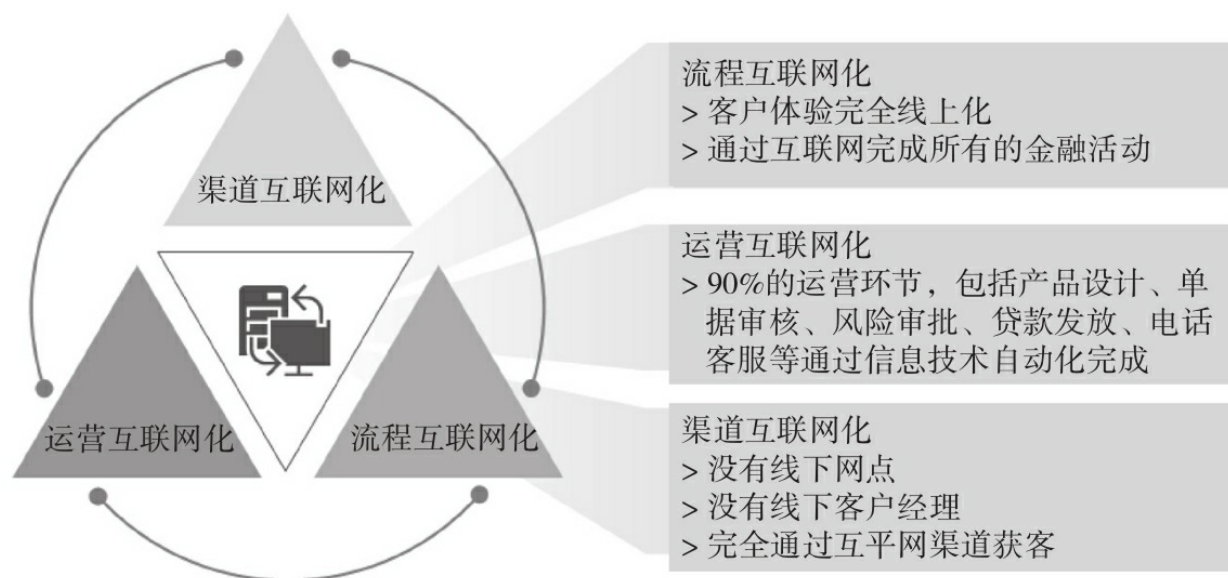 渠道互联网化
运营互联网化
流程互联网化
流程互联网化
> 客户体验完全线上化
> 通过互联网完成所有的金融活动
运营互联网化
> 90%的运营环节，包括产品设计、单
据审核、风险审批、贷款发放、电话
客服等通过信息技术自动化完成
渠道互联网化
> 没有线下网点
> 没有线下客户经理
> 完全通过互平网渠道获客